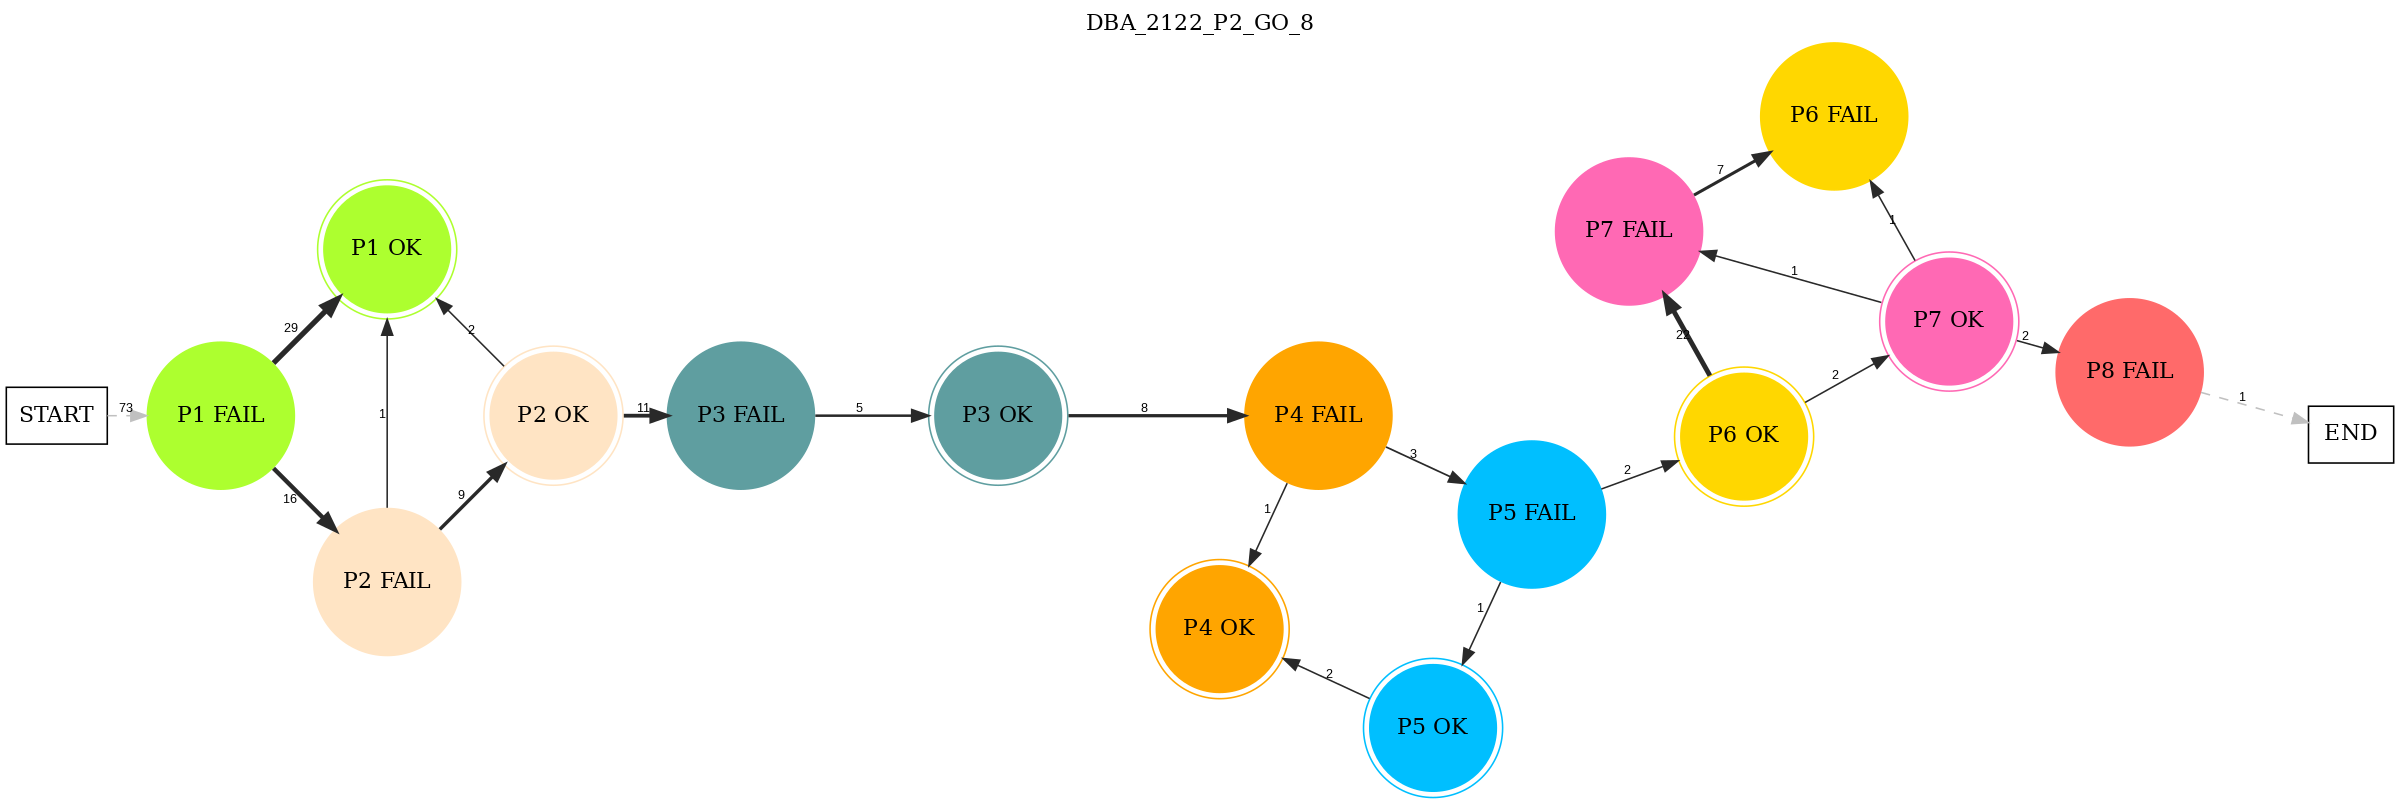 DBA_2122_P2_GO_8
P6 FAIL
7
P7 FAIL
1
P1 OK
1
P7 OK
29
2
22
2
2
P8 FAIL
1
START
73
P1 FAIL
1
P2 OK
11
P3 FAIL
5
P3 OK
8
P4 FAIL
3
P6 OK
END
16
9
2
P5 FAIL
1
P2 FAIL
1
P4 OK
2
P5 OK